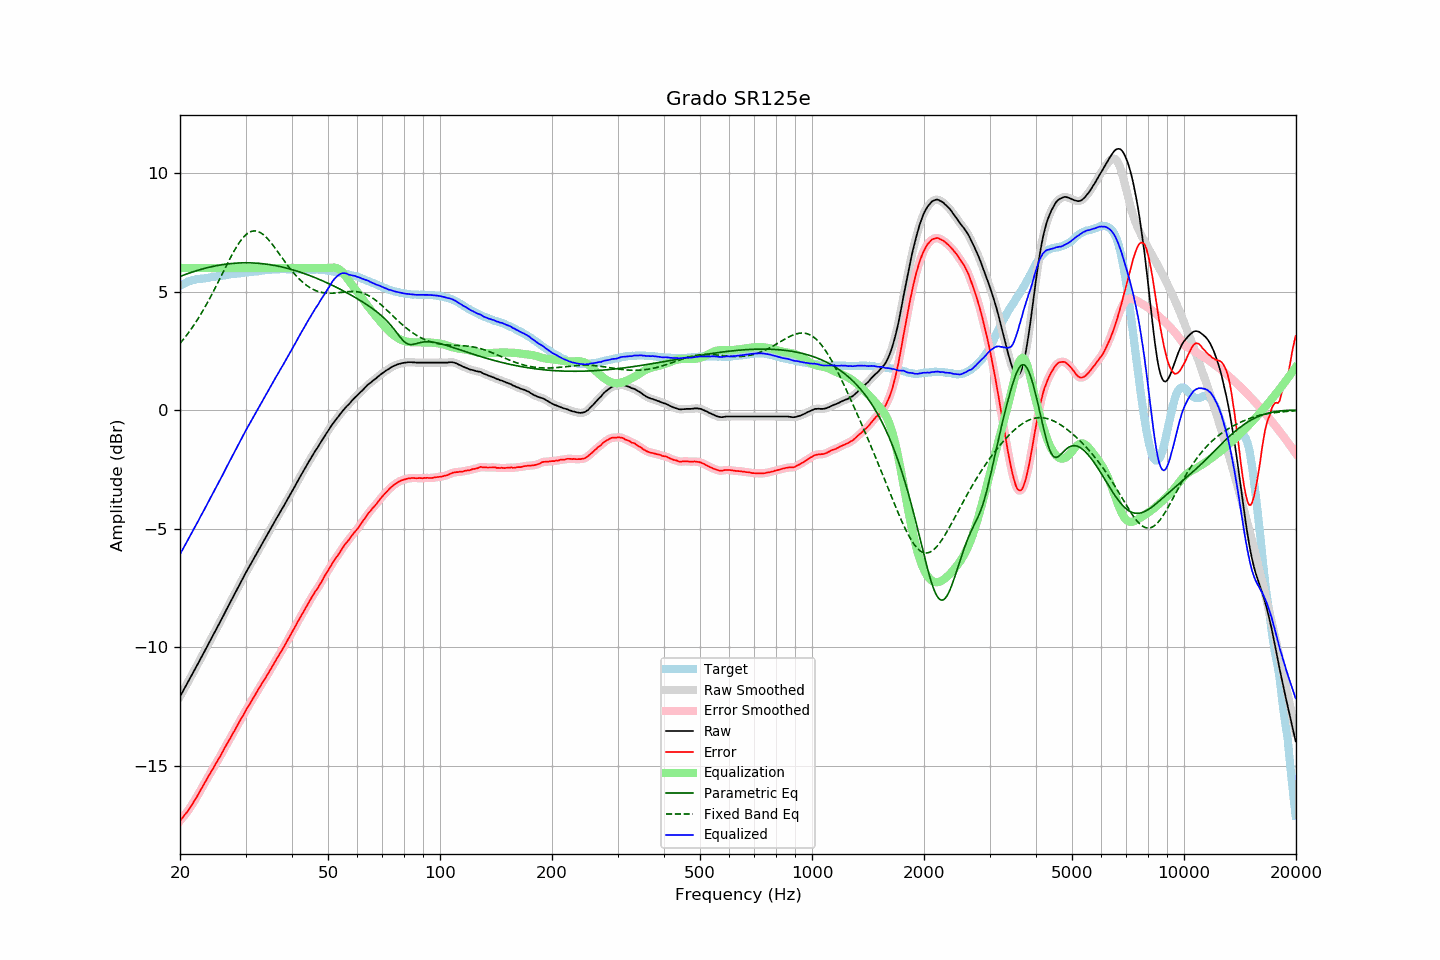 Grado SR125e
10
5
0
−5
−10
−15
Amplitude (dBr)
Target
Raw Smoothed
Error Smoothed
Raw
Error
Equalization
Parametric Eq
Fixed Band Eq
Equalized
20 50 100 200 500 1000 2000 5000 10000 20000
Frequency (Hz)